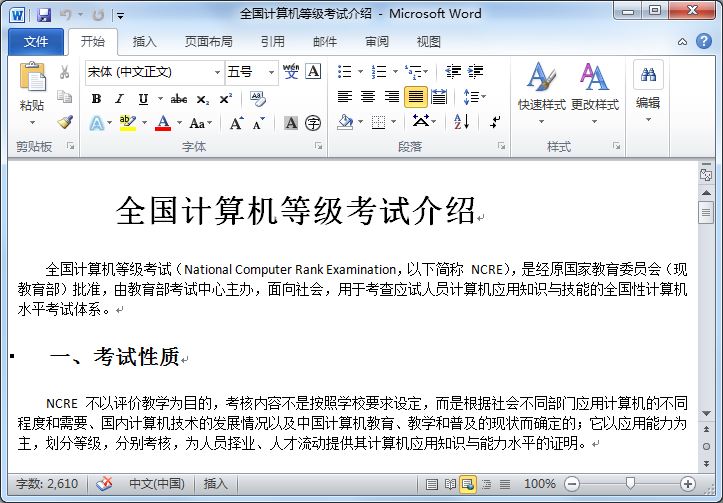 全国计算机等级考试介绍 - Microsoft Word
文件 开始 插入 页面布局 引用 邮件 审阅 视图
宋体 (中文正文) 五号 wén 文 A
粘贴 B I U abc x₂ x² Aa A A A 字 快速样式 更改样式 编辑
剪贴板 字体 段落 样式
全国计算机等级考试介绍
全国计算机等级考试（National Computer Rank Examination，以下简称 NCRE），是经原国家教育委员会（现
教育部）批准，由教育部考试中心主办，面向社会，用于考查应试人员计算机应用知识与技能的全国性计算机
水平考试体系。
一、考试性质
NCRE 不以评价教学为目的，考核内容不是按照学校要求设定，而是根据社会不同部门应用计算机的不同
程度和需要、国内计算机技术的发展情况以及中国计算机教育、教学和普及的现状而确定的；它以应用能力为
主，划分等级，分别考核，为人员择业、人才流动提供其计算机应用知识与能力水平的证明。
字数: 2,610 中文(中国) 插入 100%